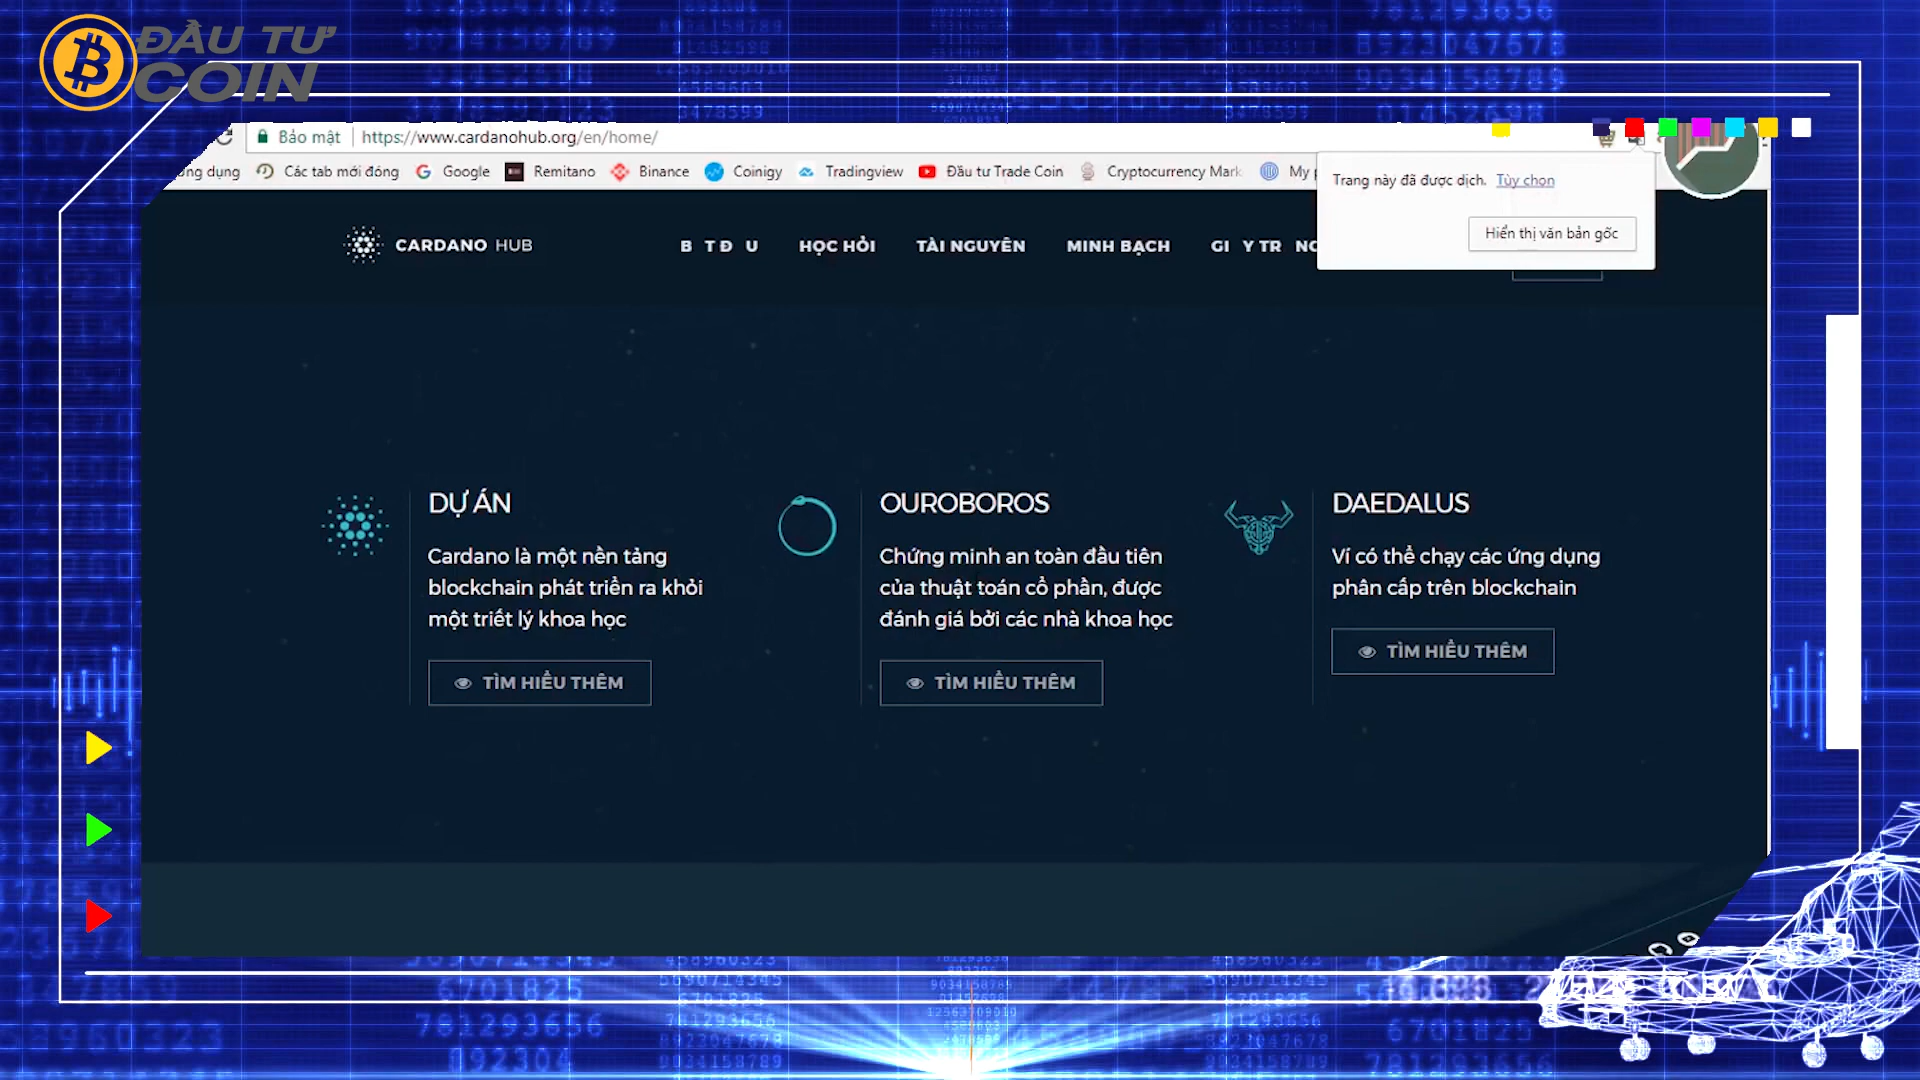 ĐẦU TƯ
COIN
Bảo mật
https://www.cardanohub.org/en/home/
Các tab mới đóng
Google
Remitano
Binance
Coinigy
Tradingview
Đầu tư Trade Coin
Cryptocurrency Mark
My
Trang này đã được dịch. Tùy chọn
Hiển thị văn bản gốc
CARDANO HUB
B T Đ U
HỌC HỎI
TÀI NGUYÊN
MINH BẠCH
GI Y TR NG
DỰ ÁN
Cardano là một nền tảng
blockchain phát triển ra khỏi
một triết lý khoa học
TÌM HIỂU THÊM
OUROBOROS
Chứng minh an toàn đầu tiên
của thuật toán cổ phần, được
đánh giá bởi các nhà khoa học
TÌM HIỂU THÊM
DAEDALUS
Ví có thể chạy các ứng dụng
phân cấp trên blockchain
TÌM HIỂU THÊM